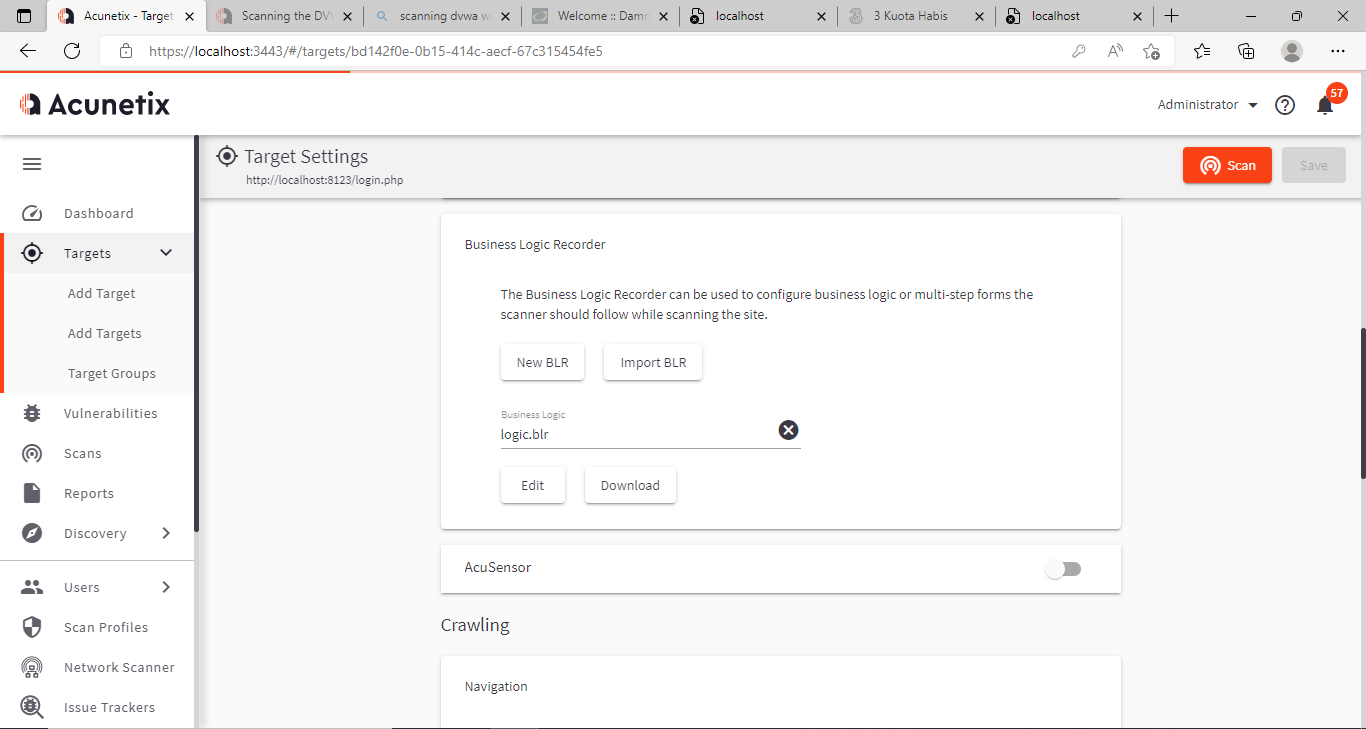 Acunetix - Target
Scanning the DV
scanning dvwa w
Welcome :: Damn
localhost
3 Kuota Habis
localhost
https://localhost:3443/#/targets/bd142f0e-0b15-414c-aecf-67c315454fe5
Acunetix
Administrator
57
Target Settings
http://localhost:8123/login.php
Scan
Save
Dashboard
Targets
Add Target
Add Targets
Target Groups
Vulnerabilities
Scans
Reports
Discovery
Users
Scan Profiles
Network Scanner
Issue Trackers
Business Logic Recorder
The Business Logic Recorder can be used to configure business logic or multi-step forms the
scanner should follow while scanning the site.
New BLR
Import BLR
Business Logic
logic.blr
Edit
Download
AcuSensor
Crawling
Navigation